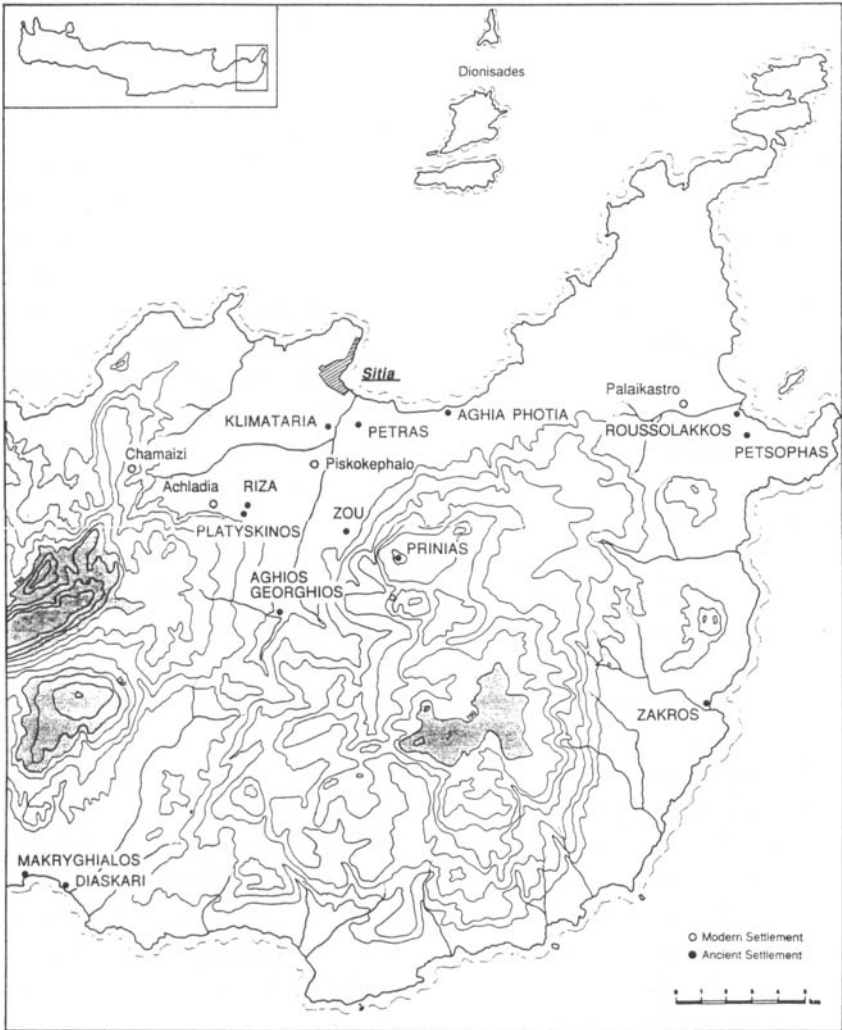 Dionisades
Sitia
Palaikastro
KLIMATARIA
PETRAS
AGHIA PHOTIA
ROUSSOLAKKOS
PETSOPHAS
Chamaizi
Piskokephalo
Achladia
RIZA
PLATYSKINOS
ZOU
PRINIAS
AGHIOS
GEORGHIOS
ZAKROS
MAKRYGHIALOS
DIASKARI
Modern Settlement
Ancient Settlement